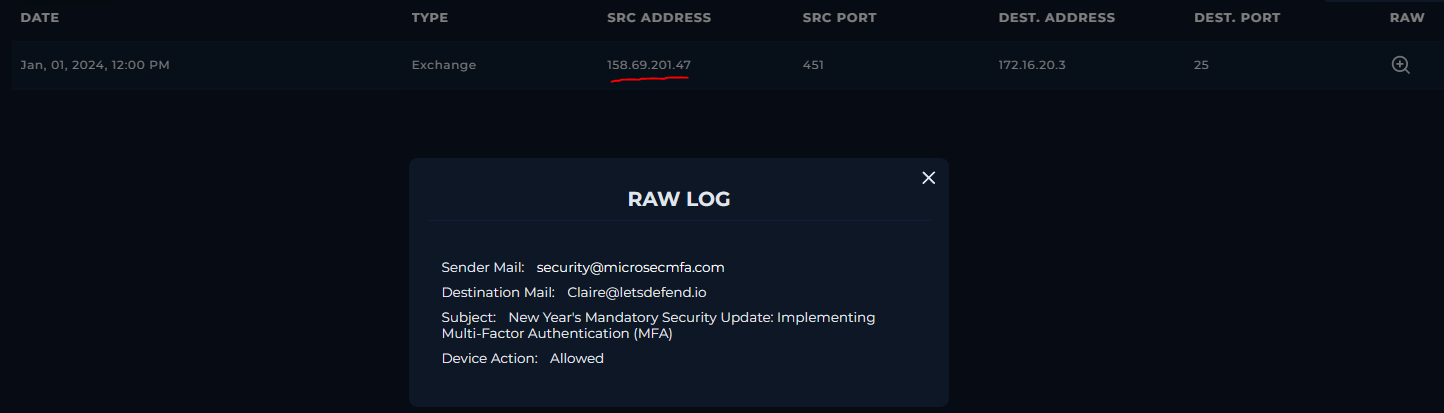 DATE TYPE SRC ADDRESS SRC PORT DEST. ADDRESS DEST. PORT RAW
Jan, 01, 2024, 12:00 PM Exchange 158.69.201.47 451 172.16.20.3 25
RAW LOG
Sender Mail: security@microsecmfa.com
Destination Mail: Claire@letsdefend.io
Subject: New Year's Mandatory Security Update: Implementing
Multi-Factor Authentication (MFA)
Device Action: Allowed